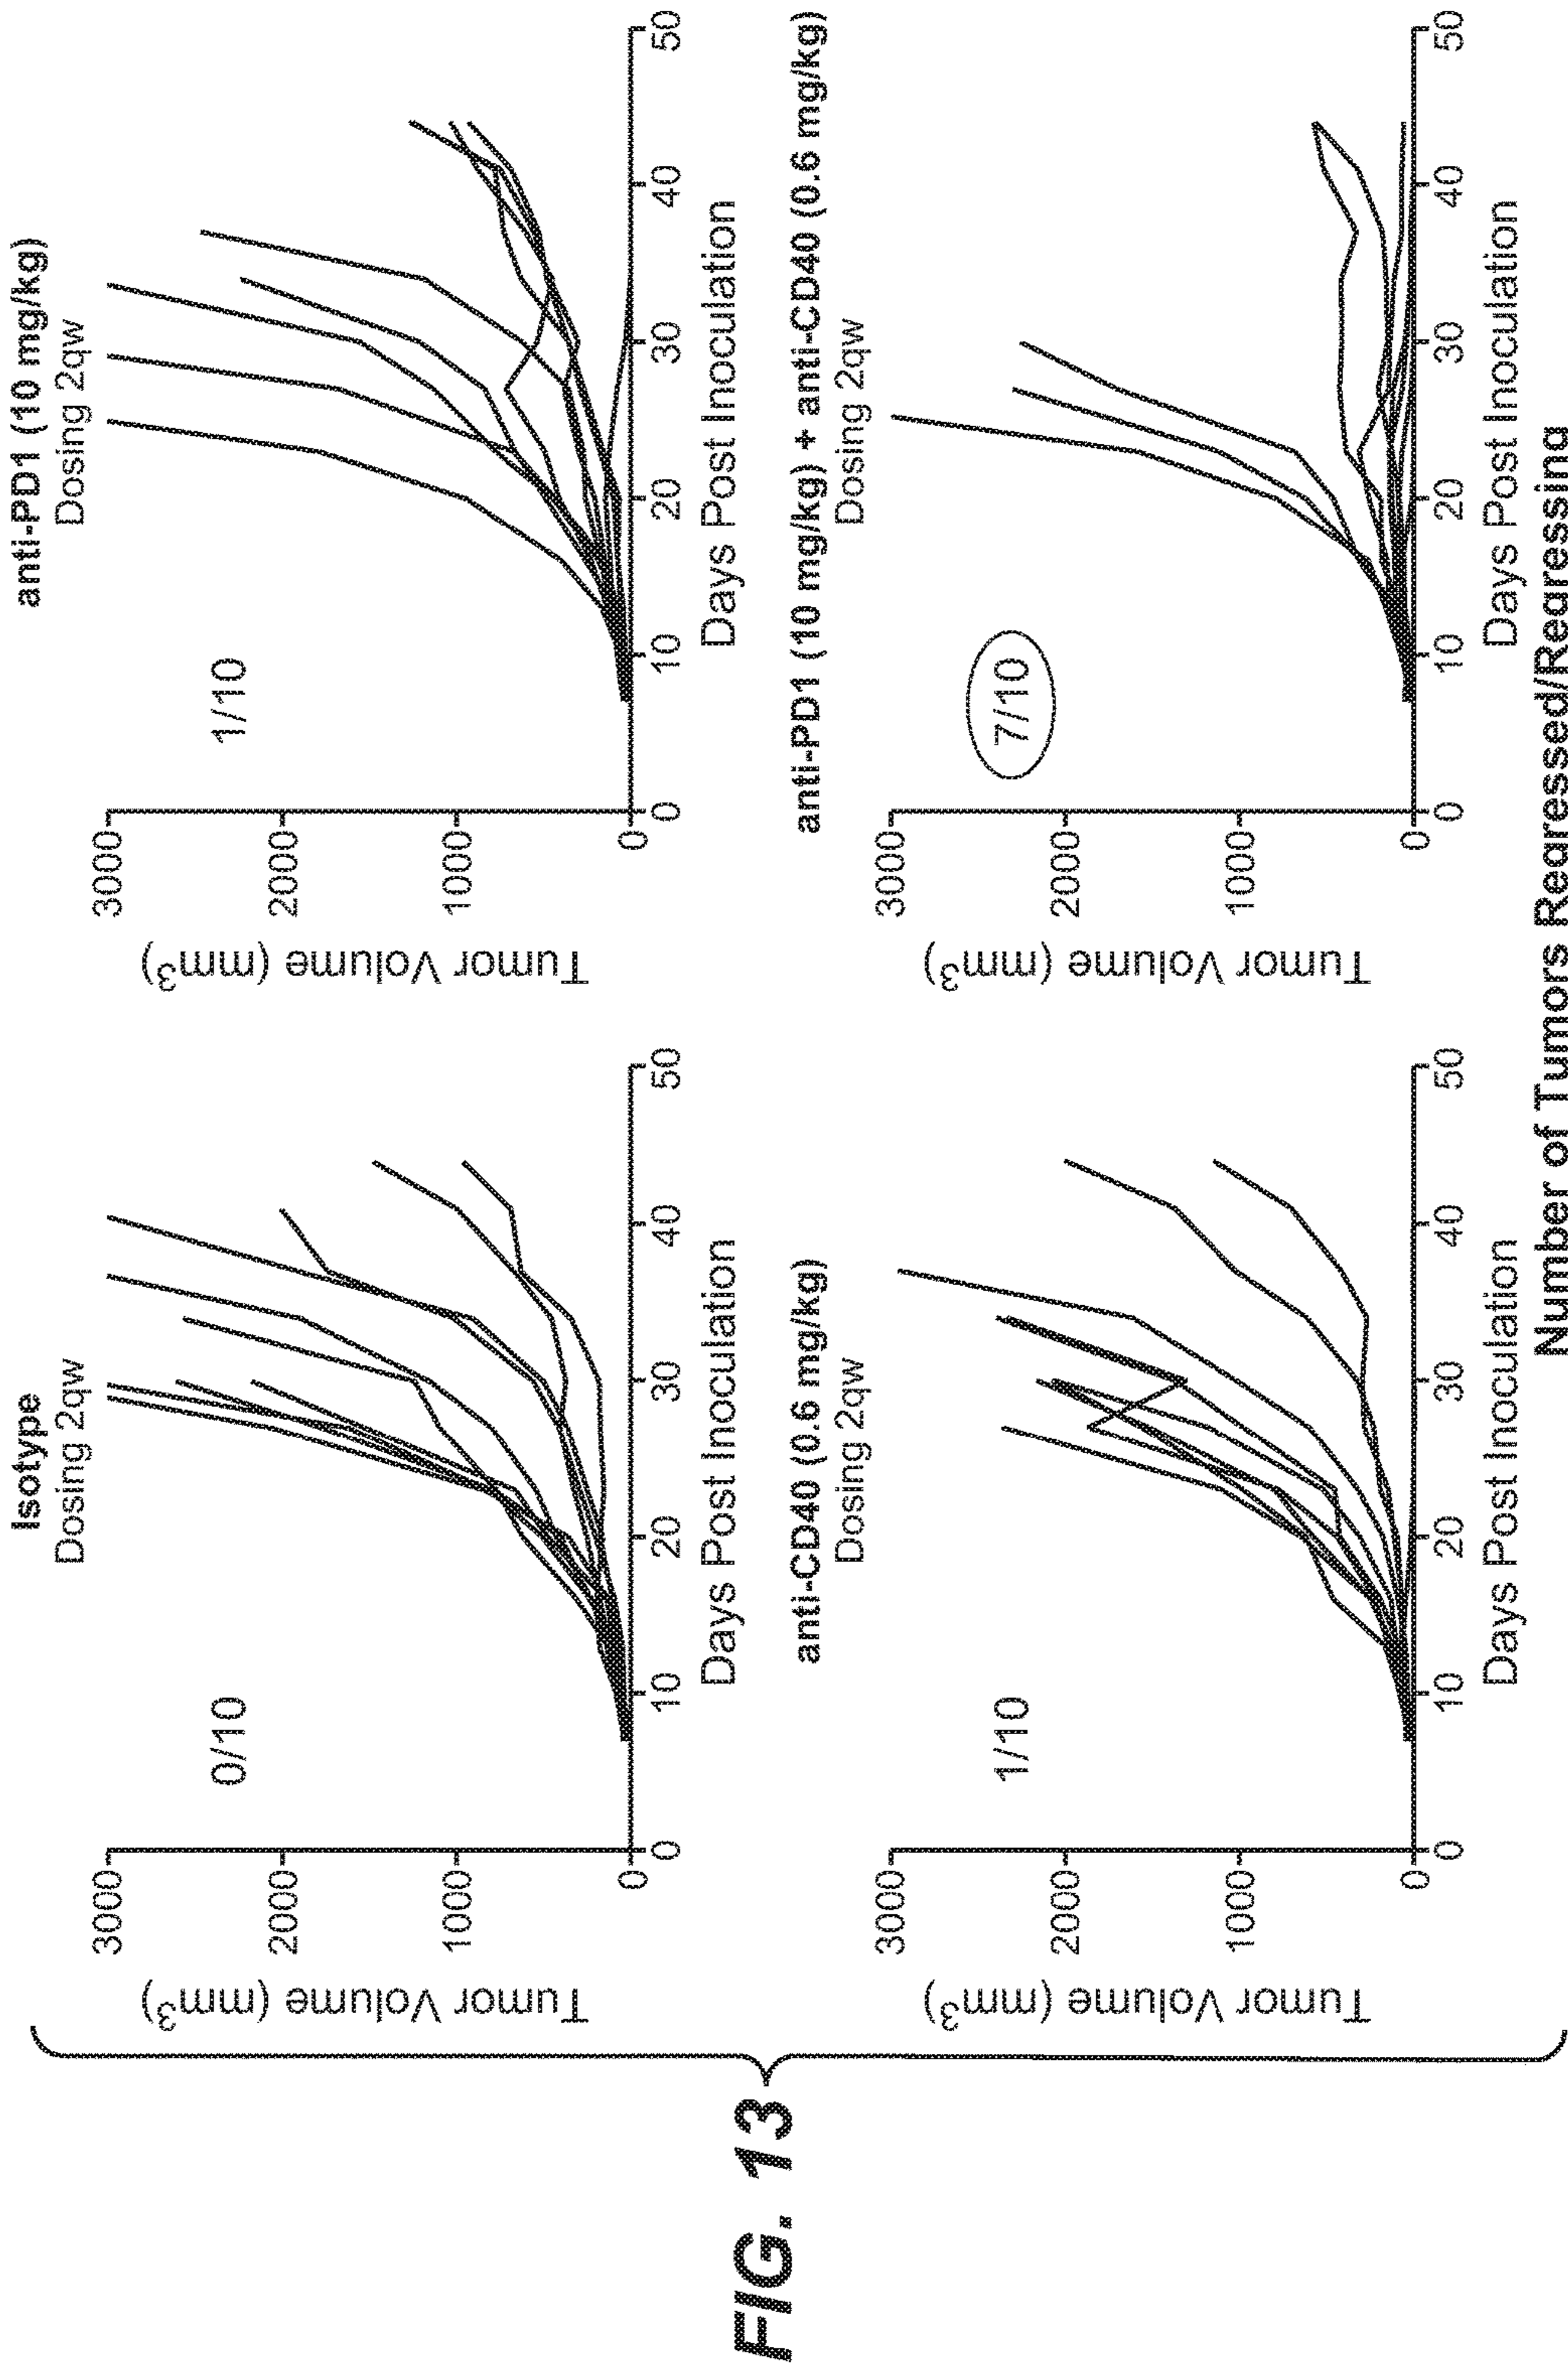 FIG. 13
Isotype
Dosing 2qw
Tumor Volume (mm³)
3000
2000
1000
0
0/10
0
10
20
30
40
50
Days Post Inoculation
anti-PD1 (10 mg/kg)
Dosing 2qw
Tumor Volume (mm³)
3000
2000
1000
0
1/10
0
10
20
30
40
50
Days Post Inoculation
anti-CD40 (0.6 mg/kg)
Dosing 2qw
Tumor Volume (mm³)
3000
2000
1000
0
1/10
0
10
20
30
40
50
Days Post Inoculation
anti-PD1 (10 mg/kg) + anti-CD40 (0.6 mg/kg)
Dosing 2qw
Tumor Volume (mm³)
3000
2000
1000
0
7/10
0
10
20
30
40
50
Days Post Inoculation
Number of Tumors Regressed/Regressing